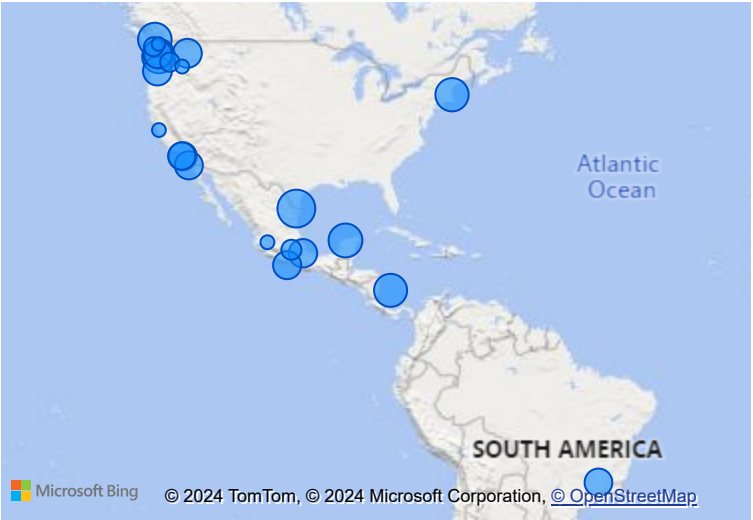 Atlantic
Ocean
SOUTH AMERICA
Microsoft Bing
© 2024 TomTom, © 2024 Microsoft Corporation, © OpenStreetMap